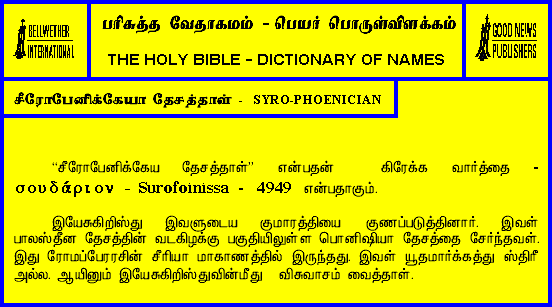 BELLWETHER
INTERNATIONAL
பரிசுத்த வேதாகமம் - பெயர் பொருள்விளக்கம்
THE HOLY BIBLE - DICTIONARY OF NAMES
GOOD NEWS
PUBLISHERS
சீரோபேனிக்கேயா தேசத்தாள் - SYRO-PHOENICIAN
“சீரோபேனிக்கேய தேசத்தாள்” என்பதன் கிரேக்க வார்த்தை -
σουδάριον - Surofoinissa - 4949 என்பதாகும்.
இயேசுகிறிஸ்து இவளுடைய குமாரத்தியை குணப்படுத்தினார். இவள்
பாலஸ்தீன தேசத்தின் வடகிழக்கு பகுதியிலுள்ள பொனிஷியா தேசத்தை சேர்ந்தவள்.
இது ரோமப்பேரரசின் சீரியா மாகாணத்தில் இருந்தது. இவள் யூதமார்க்கத்து ஸ்திரீ
அல்ல. ஆயினும் இயேசுகிறிஸ்துவின்மீது விசுவாசம் வைத்தாள்.